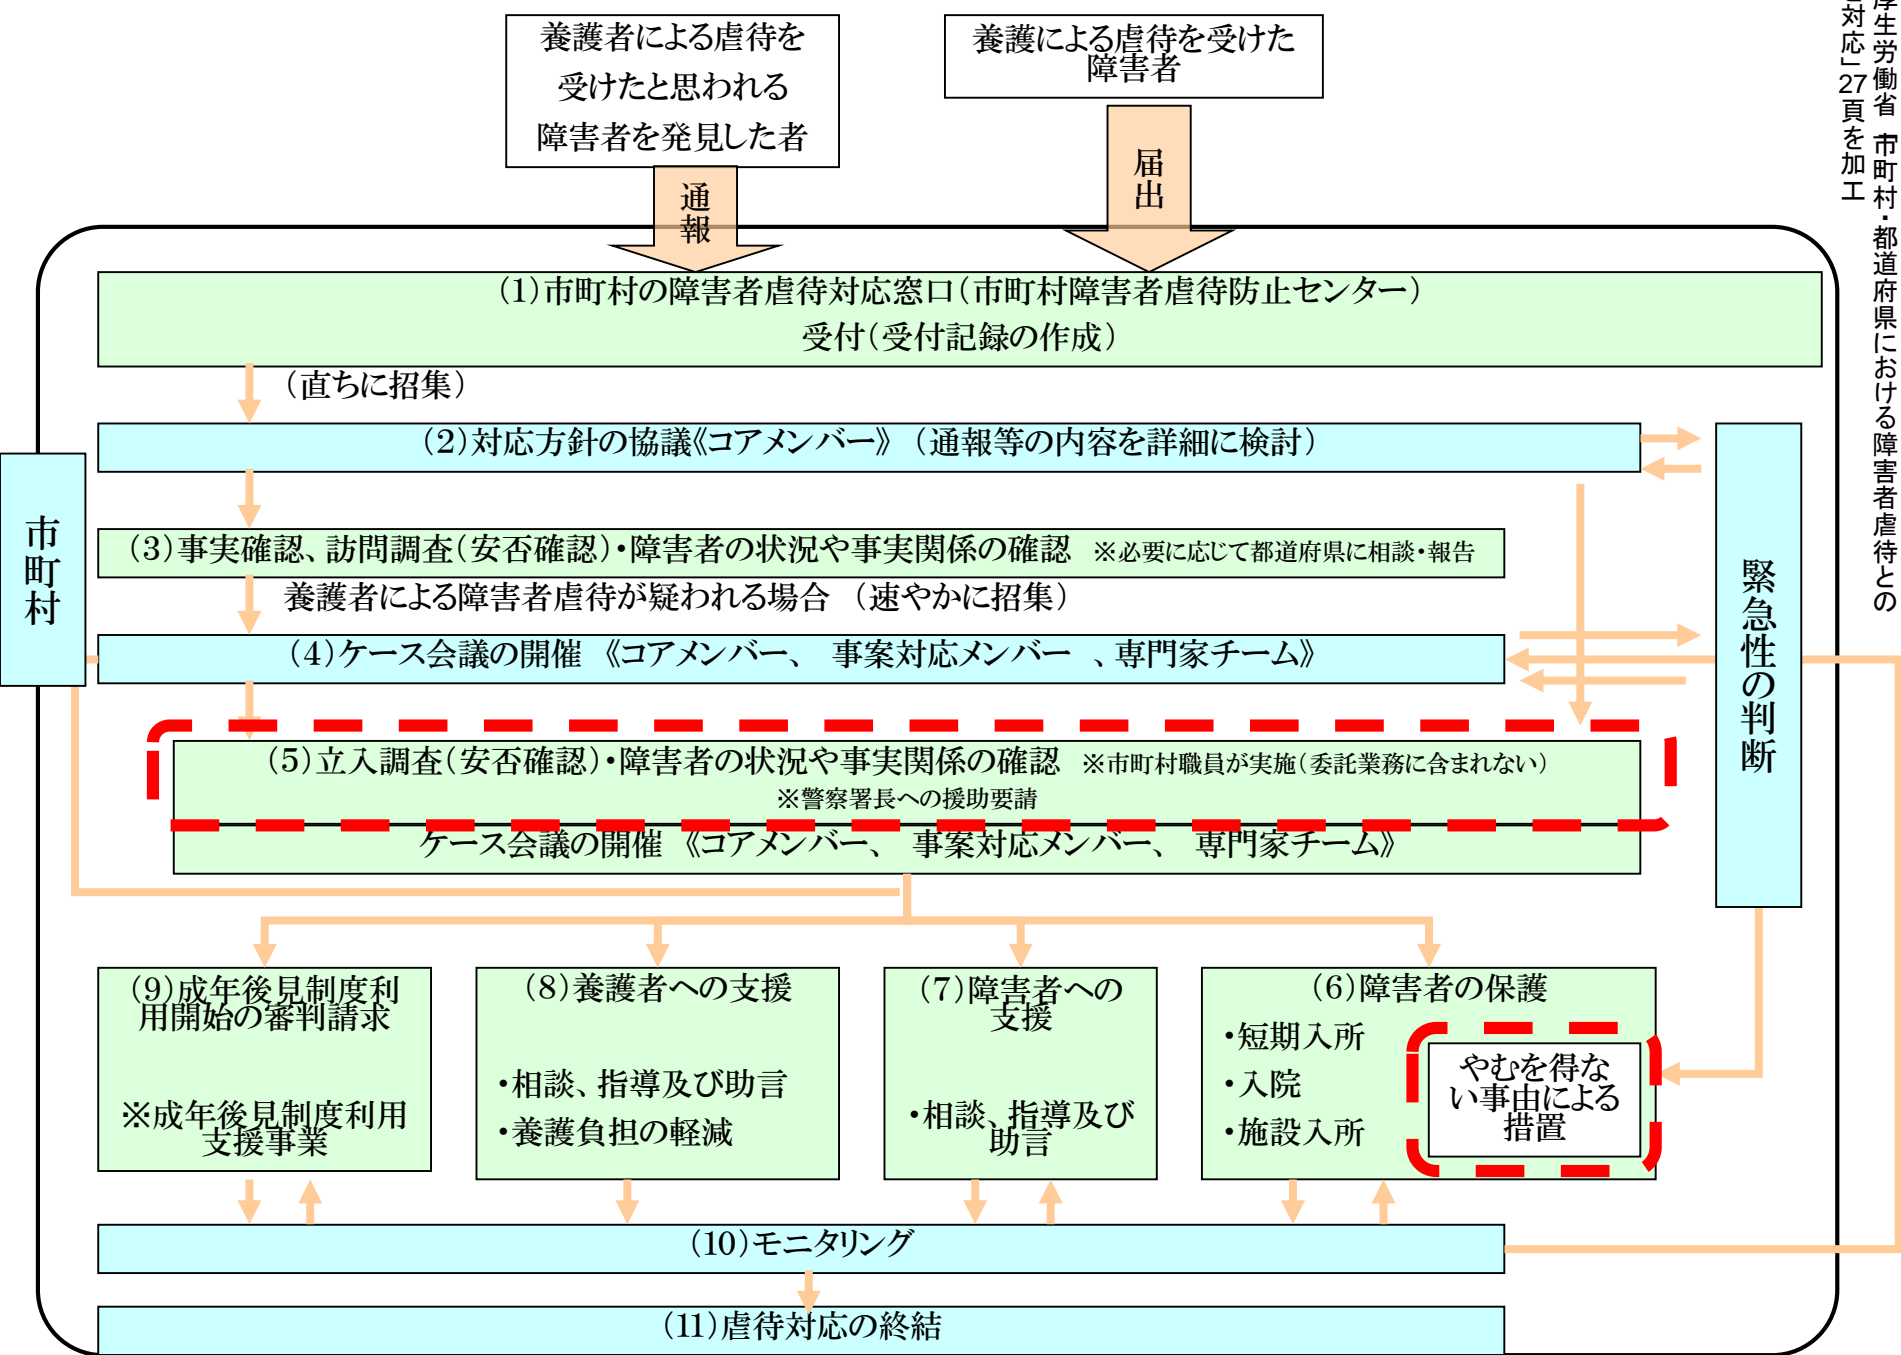 養護者による虐待を
受けたと思われる
障害者を発見した者
養護による虐待を受けた
障害者
通報
届出
厚生労働省「市町村・都道府県における障害者虐待との
対応」27頁を加工
(1)市町村の障害者虐待対応窓口(市町村障害者虐待防止センター)
受付(受付記録の作成)
(直ちに招集)
(2)対応方針の協議《コアメンバー》 (通報等の内容を詳細に検討)
市町村
緊急性の判断
(3)事実確認、訪問調査(安否確認)・障害者の状況や事実関係の確認 ※必要に応じて都道府県に相談・報告
養護者による障害者虐待が疑われる場合 (速やかに招集)
(4)ケース会議の開催 《コアメンバー、 事案対応メンバー 、専門家チーム》
(5)立入調査(安否確認)・障害者の状況や事実関係の確認 ※市町村職員が実施(委託業務に含まれない)
※警察署長への援助要請
ケース会議の開催 《コアメンバー、 事案対応メンバー、 専門家チーム》
(9)成年後見制度利
用開始の審判請求
※成年後見制度利用
支援事業
(8)養護者への支援
・相談、指導及び助言
・養護負担の軽減
(7)障害者への
支援
・相談、指導及び
助言
(6)障害者の保護
・短期入所
・入院
・施設入所
やむを得な
い事由による
措置
(10)モニタリング
(11)虐待対応の終結